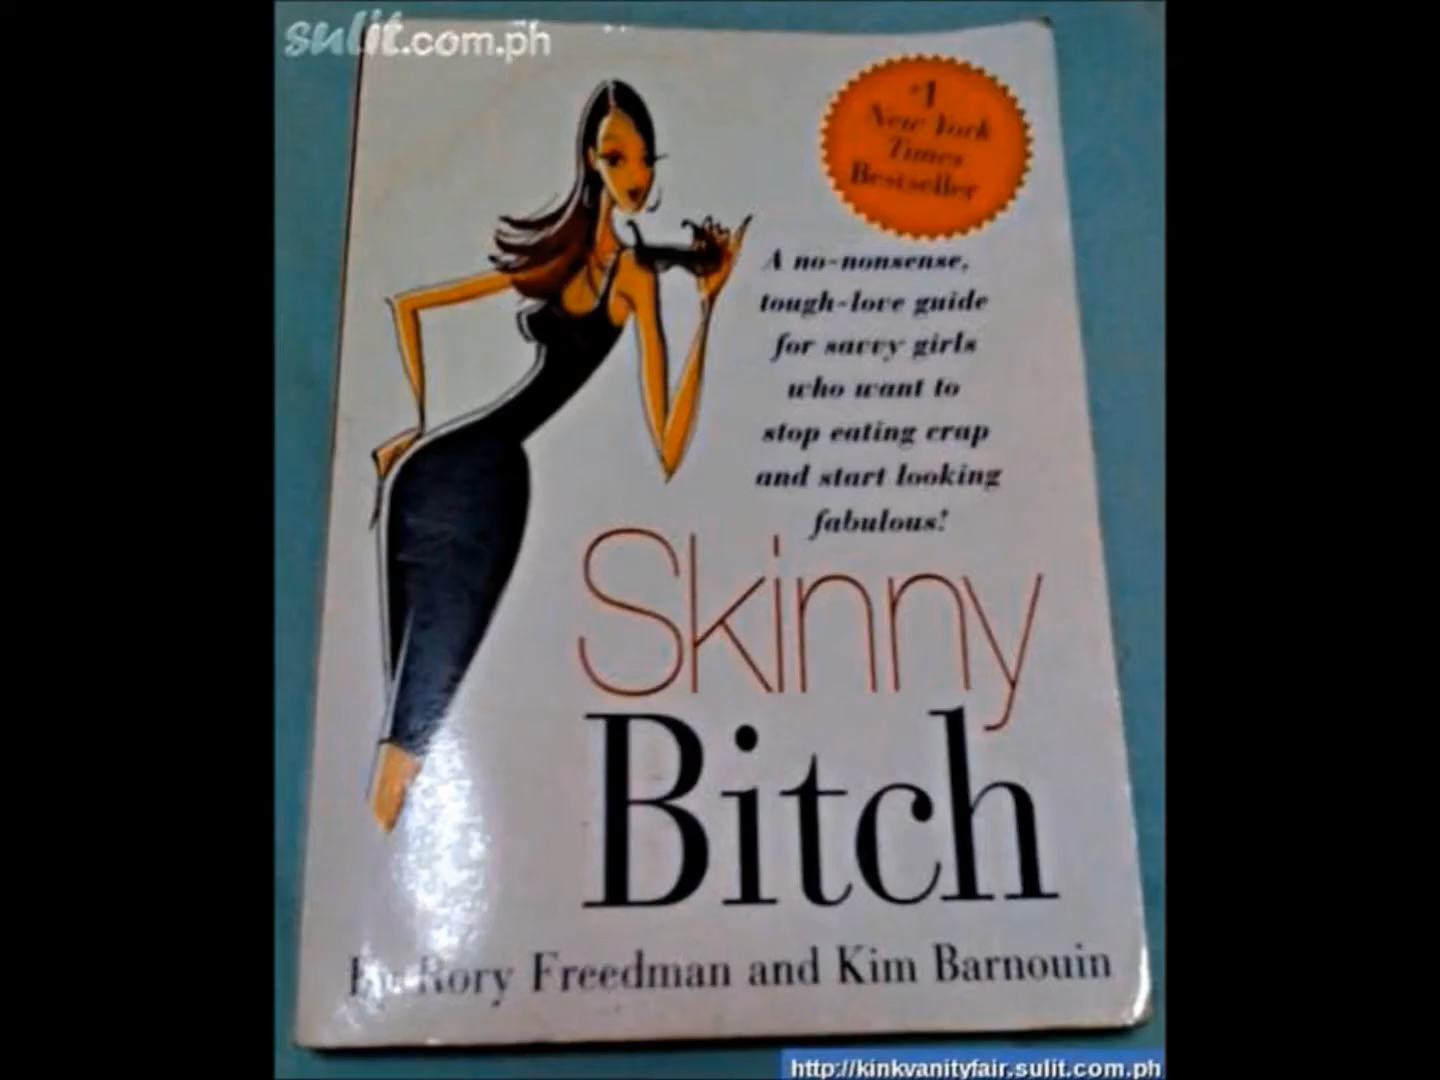 sulit.com.ph
#1
New York
Times
Bestseller
A no-nonsense,
tough-love guide
for savvy girls
who want to
stop eating crap
and start looking
fabulous!
Skinny
Bitch
By Rory Freedman and Kim Barnouin
http://kinkvanityfair.sulit.com.ph